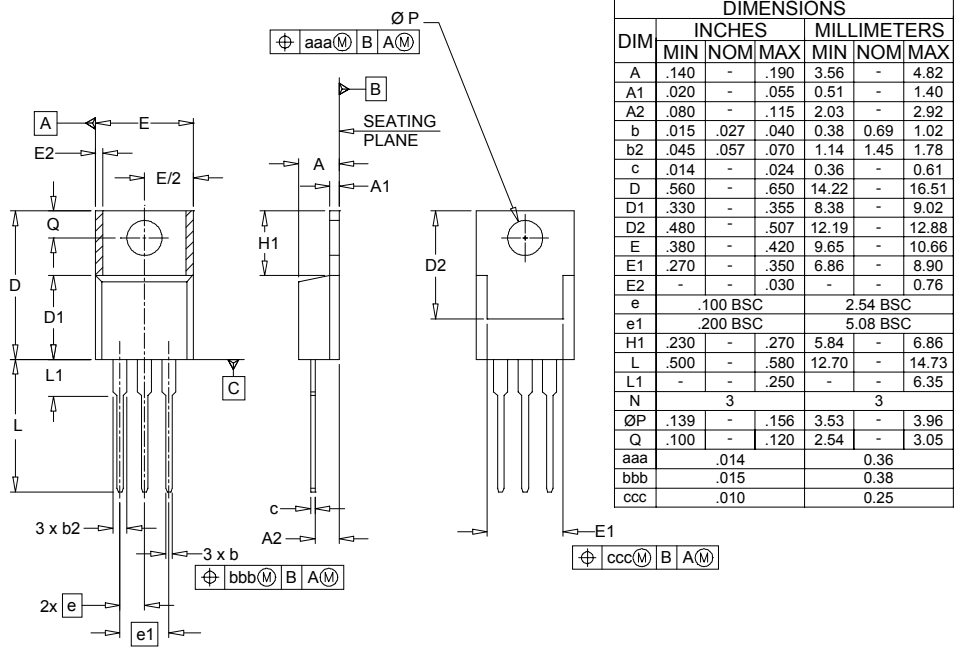 Ø P
⌖ aaaⓂ B AⓂ
B
A
E
SEATING
PLANE
E2
A
E/2
A1
Q
H1
D2
D
D1
L1
C
L
c
3 x b2
A2
E1
3 x b
⌖ cccⓂ B AⓂ
⌖ bbbⓂ B AⓂ
2x e
e1
DIMENSIONS
DIM INCHES MILLIMETERS
MIN NOM MAX MIN NOM MAX
A .140 - .190 3.56 - 4.82
A1 .020 - .055 0.51 - 1.40
A2 .080 - .115 2.03 - 2.92
b .015 .027 .040 0.38 0.69 1.02
b2 .045 .057 .070 1.14 1.45 1.78
c .014 - .024 0.36 - 0.61
D .560 - .650 14.22 - 16.51
D1 .330 - .355 8.38 - 9.02
D2 .480 - .507 12.19 - 12.88
E .380 - .420 9.65 - 10.66
E1 .270 - .350 6.86 - 8.90
E2 - - .030 - - 0.76
e .100 BSC 2.54 BSC
e1 .200 BSC 5.08 BSC
H1 .230 - .270 5.84 - 6.86
L .500 - .580 12.70 - 14.73
L1 - - .250 - - 6.35
N 3 3
ØP .139 - .156 3.53 - 3.96
Q .100 - .120 2.54 - 3.05
aaa .014 0.36
bbb .015 0.38
ccc .010 0.25